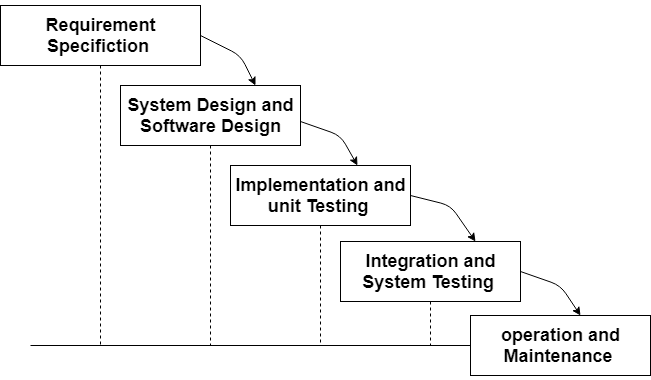 Requirement
Specifiction
System Design and
Software Design
Implementation and
unit Testing
Integration and
System Testing
operation and
Maintenance